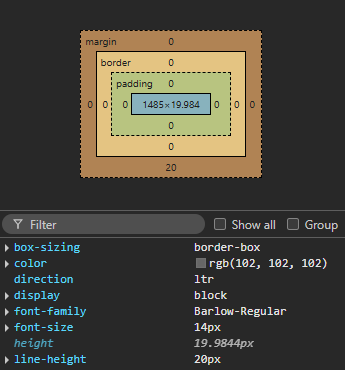 margin 0
border 0
padding 0
0 0 0 1485×19.984 0 0 0
0
0
20
Filter Show all Group
box-sizing border-box
color rgb(102, 102, 102)
direction ltr
display block
font-family Barlow-Regular
font-size 14px
height 19.9844px
line-height 20px